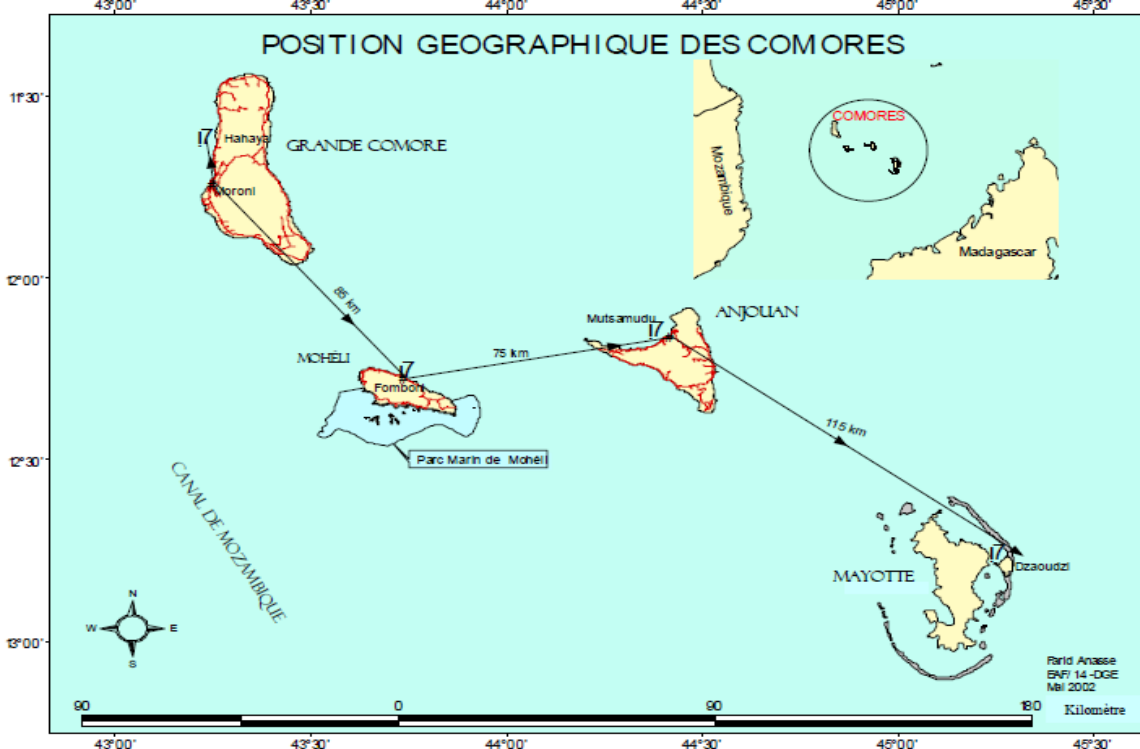 43°00' 43°30' 44°00' 44°30' 45°00' 45°30'
POSITION GEOGRAPHIQUE DES COMORES
11°30'
COMORES
Mozambique
Madagascar
Hahaya
GRANDE COMORE
Moroni
12°00'
85 km
ANJOUAN
Mutsamudu
75 km
MOHÉLI
Fomboni
115 km
12°30'
Parc Marin de Mohéli
CANAL DE MOZAMBIQUE
MAYOTTE
Dzaoudzi
N
W E
S
13°00'
Farid Anasse
EAF/ 14 -DGE
Mai 2002
Kilomètre
90 0 90 180
43°00' 43°30' 44°00' 44°30' 45°00' 45°30'